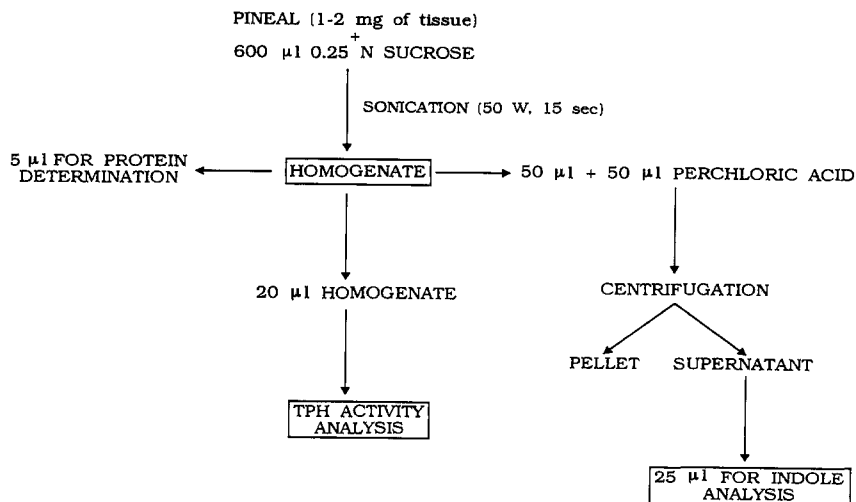 PINEAL (1-2 mg of tissue)
+
600 µl 0.25 N SUCROSE
SONICATION (50 W, 15 sec)
5 µl FOR PROTEIN
DETERMINATION
HOMOGENATE
50 µl + 50 µl PERCHLORIC ACID
20 µl HOMOGENATE
CENTRIFUGATION
PELLET
SUPERNATANT
TPH ACTIVITY
ANALYSIS
25 µl FOR INDOLE
ANALYSIS